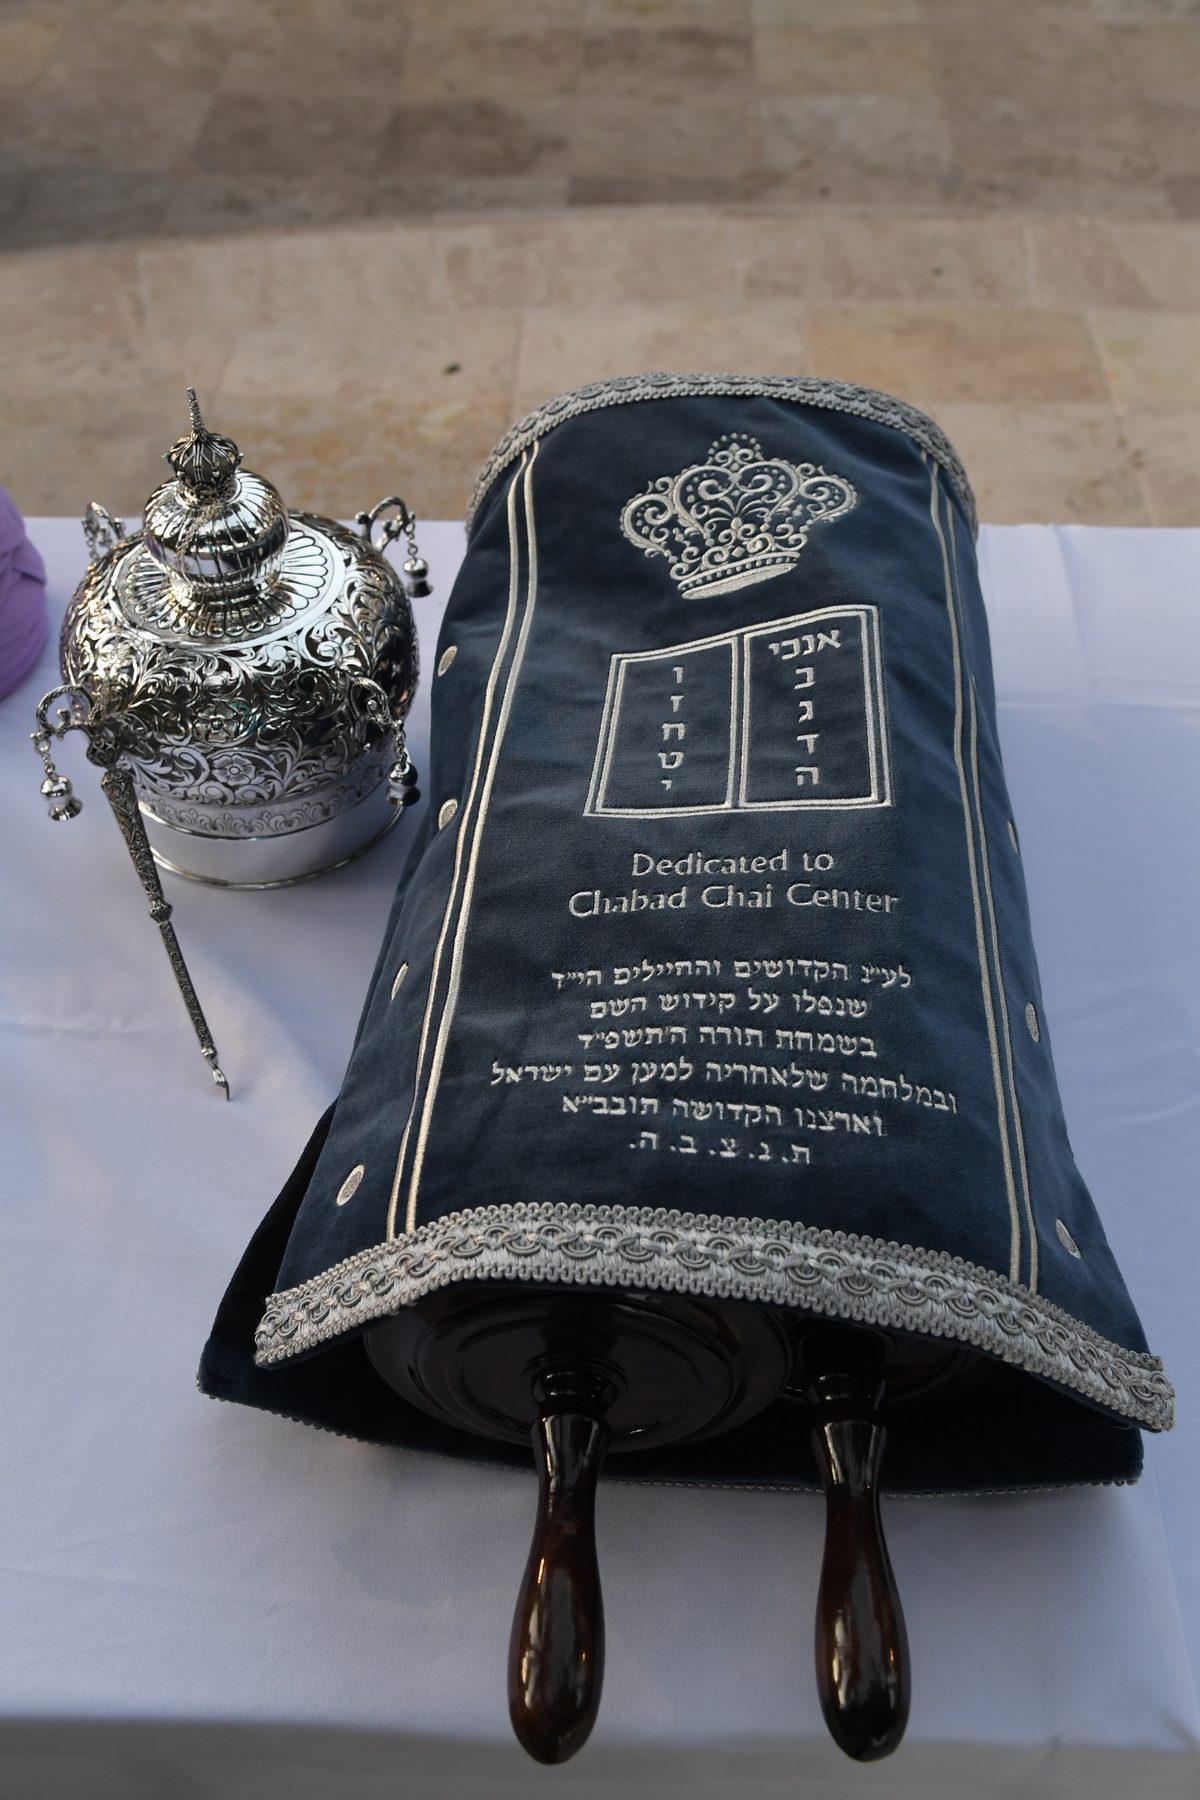 אנכי
ב
ג
ד
ה
ו
ז
ח
ט
י
Dedicated to
Chabad Chai Center
לע״נ הקדושים והחיילים הי״ד
שנפלו על קידוש השם
בשמחת תורה ה׳תשפ״ד
ובמלחמה שלאחריה למען עם ישראל
וארצנו הקדושה תובב״א
ת. נ. צ. ב. ה.